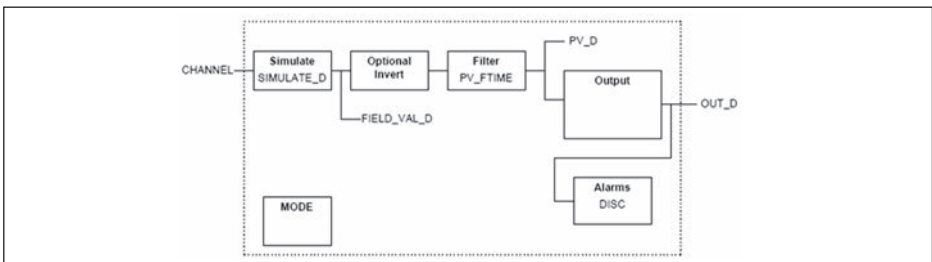 PV_D
CHANNEL
Simulate
SIMULATE_D
Optional
Invert
Filter
PV_FTIME
Output
OUT_D
FIELD_VAL_D
Alarms
DISC
MODE